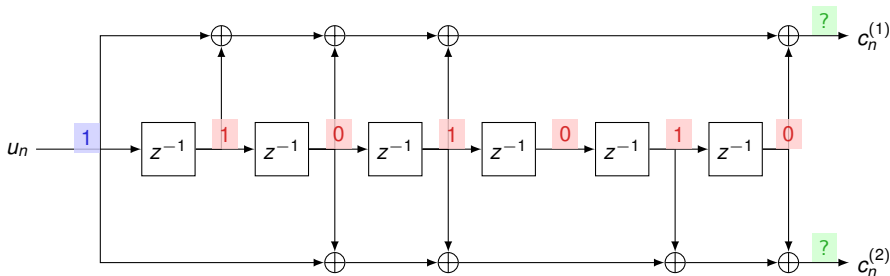 ? c_n^{(1)}
u_n 1 z^{-1} 1 z^{-1} 0 z^{-1} 1 z^{-1} 0 z^{-1} 1 z^{-1} 0
? c_n^{(2)}